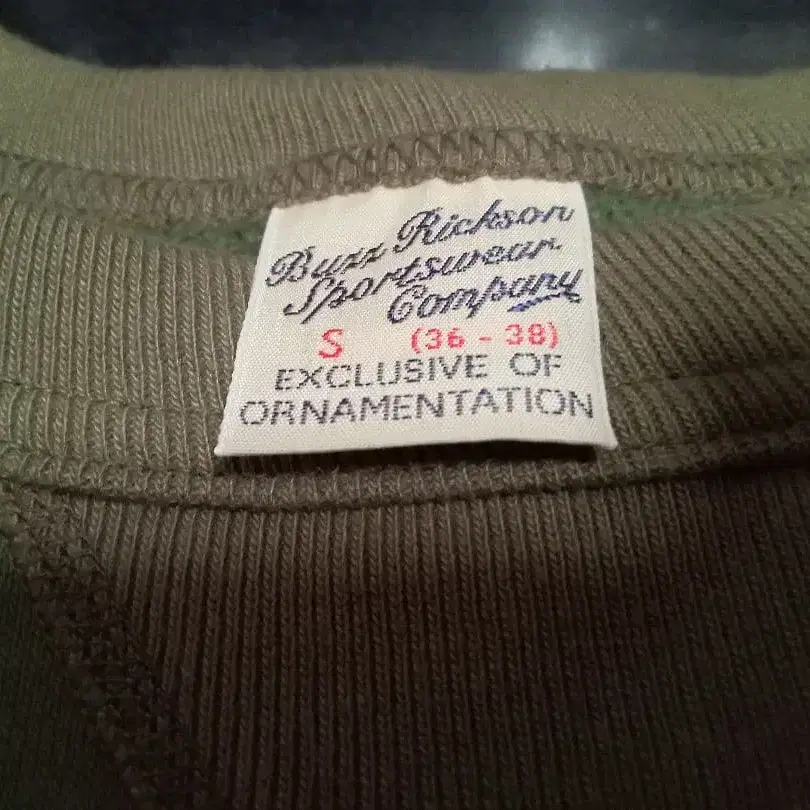 Buzz Rickson
Sportswear
Company
S (36 - 38)
EXCLUSIVE OF
ORNAMENTATION